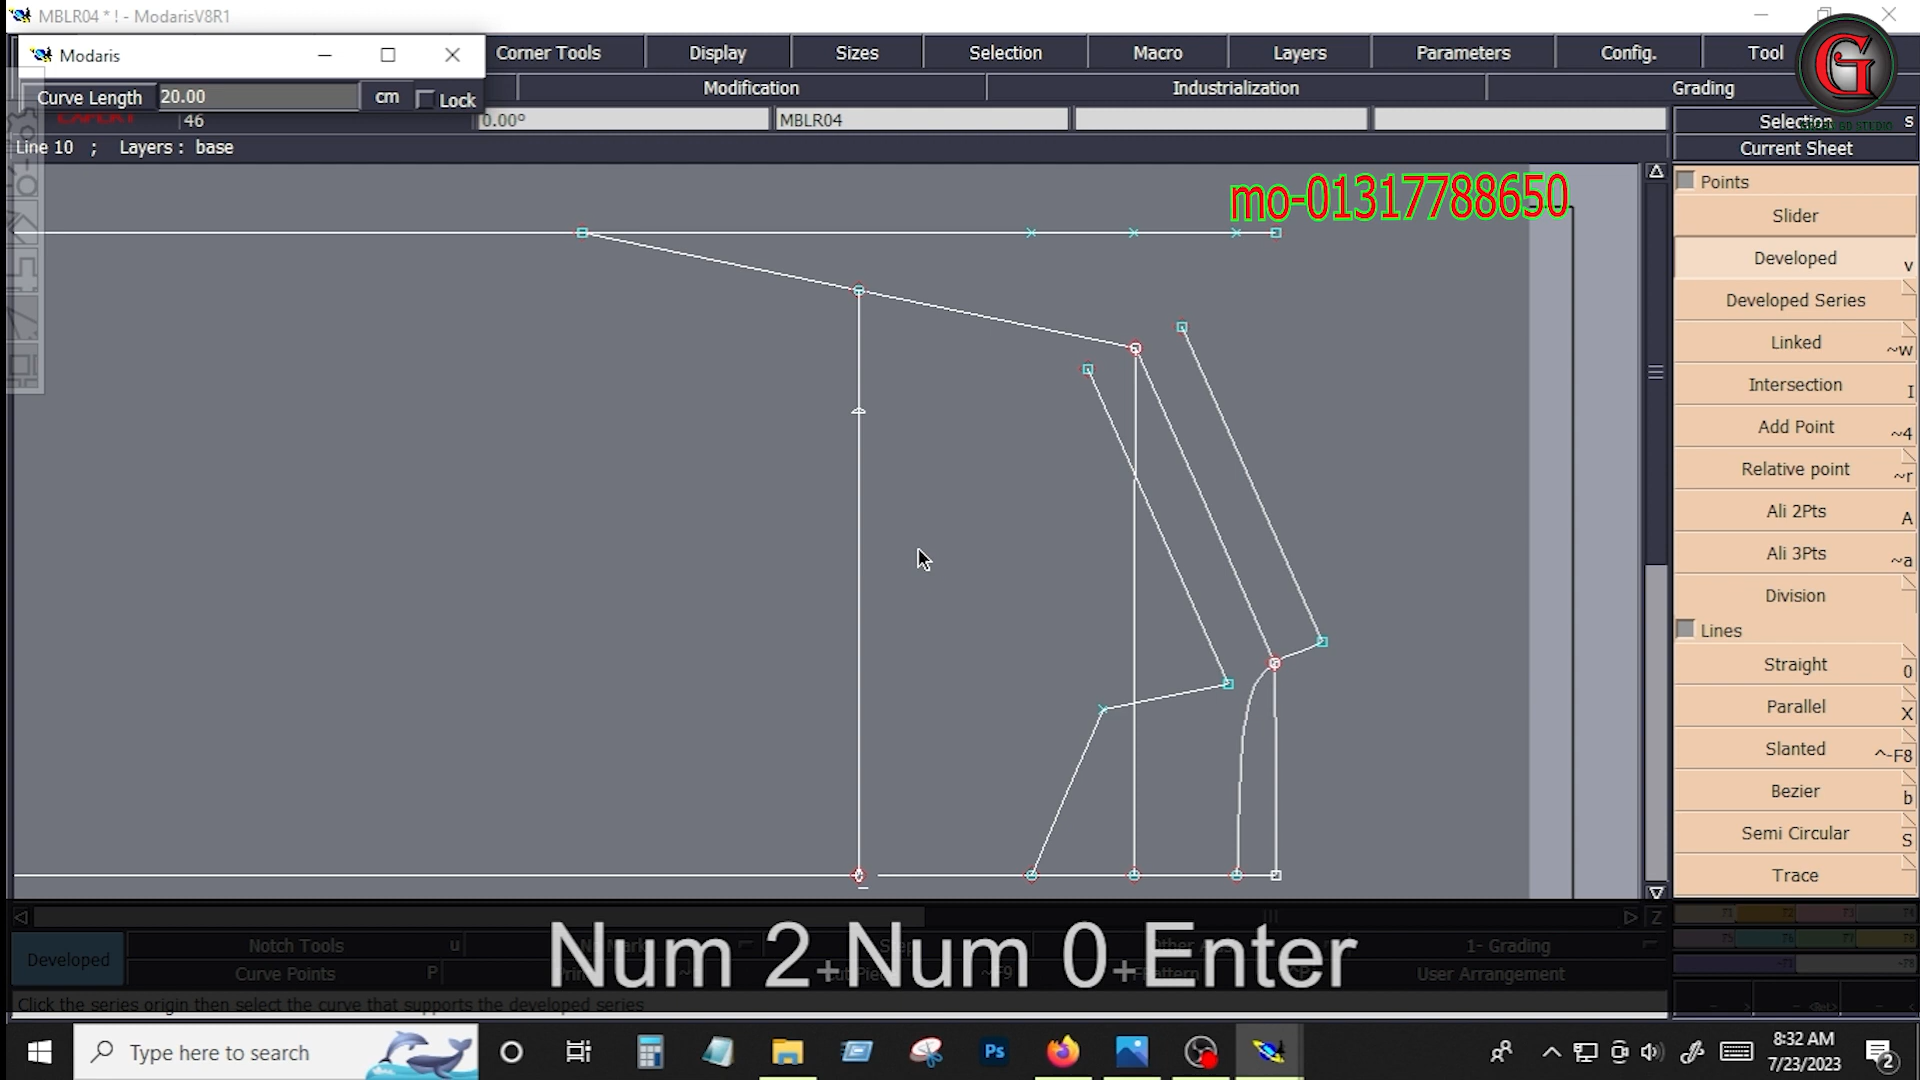 MBLR04 * ! - ModarisV8R1
Modaris
Corner Tools Display Sizes Selection Macro Layers Parameters Config. Tool
Curve Length 20.00 cm Lock
Modification Industrialization Grading
46 0.00° MBLR04
Line 10 ; Layers : base
Selection s
Current Sheet
mo-01317788650
Points
Slider
Developed v
Developed Series
Linked ~w
Intersection I
Add Point ~4
Relative point ~r
Ali 2Pts A
Ali 3Pts ~a
Division
Lines
Straight 0
Parallel X
Slanted ^-F8
Bezier b
Semi Circular S
Trace
Z
Num 2+Num 0+Enter
Developed
Notch Tools u
1- Grading
Curve Points P
User Arrangement
Click the series origin then select the curve that supports the developed series
Type here to search
Ps
8:32 AM
7/23/2023
2